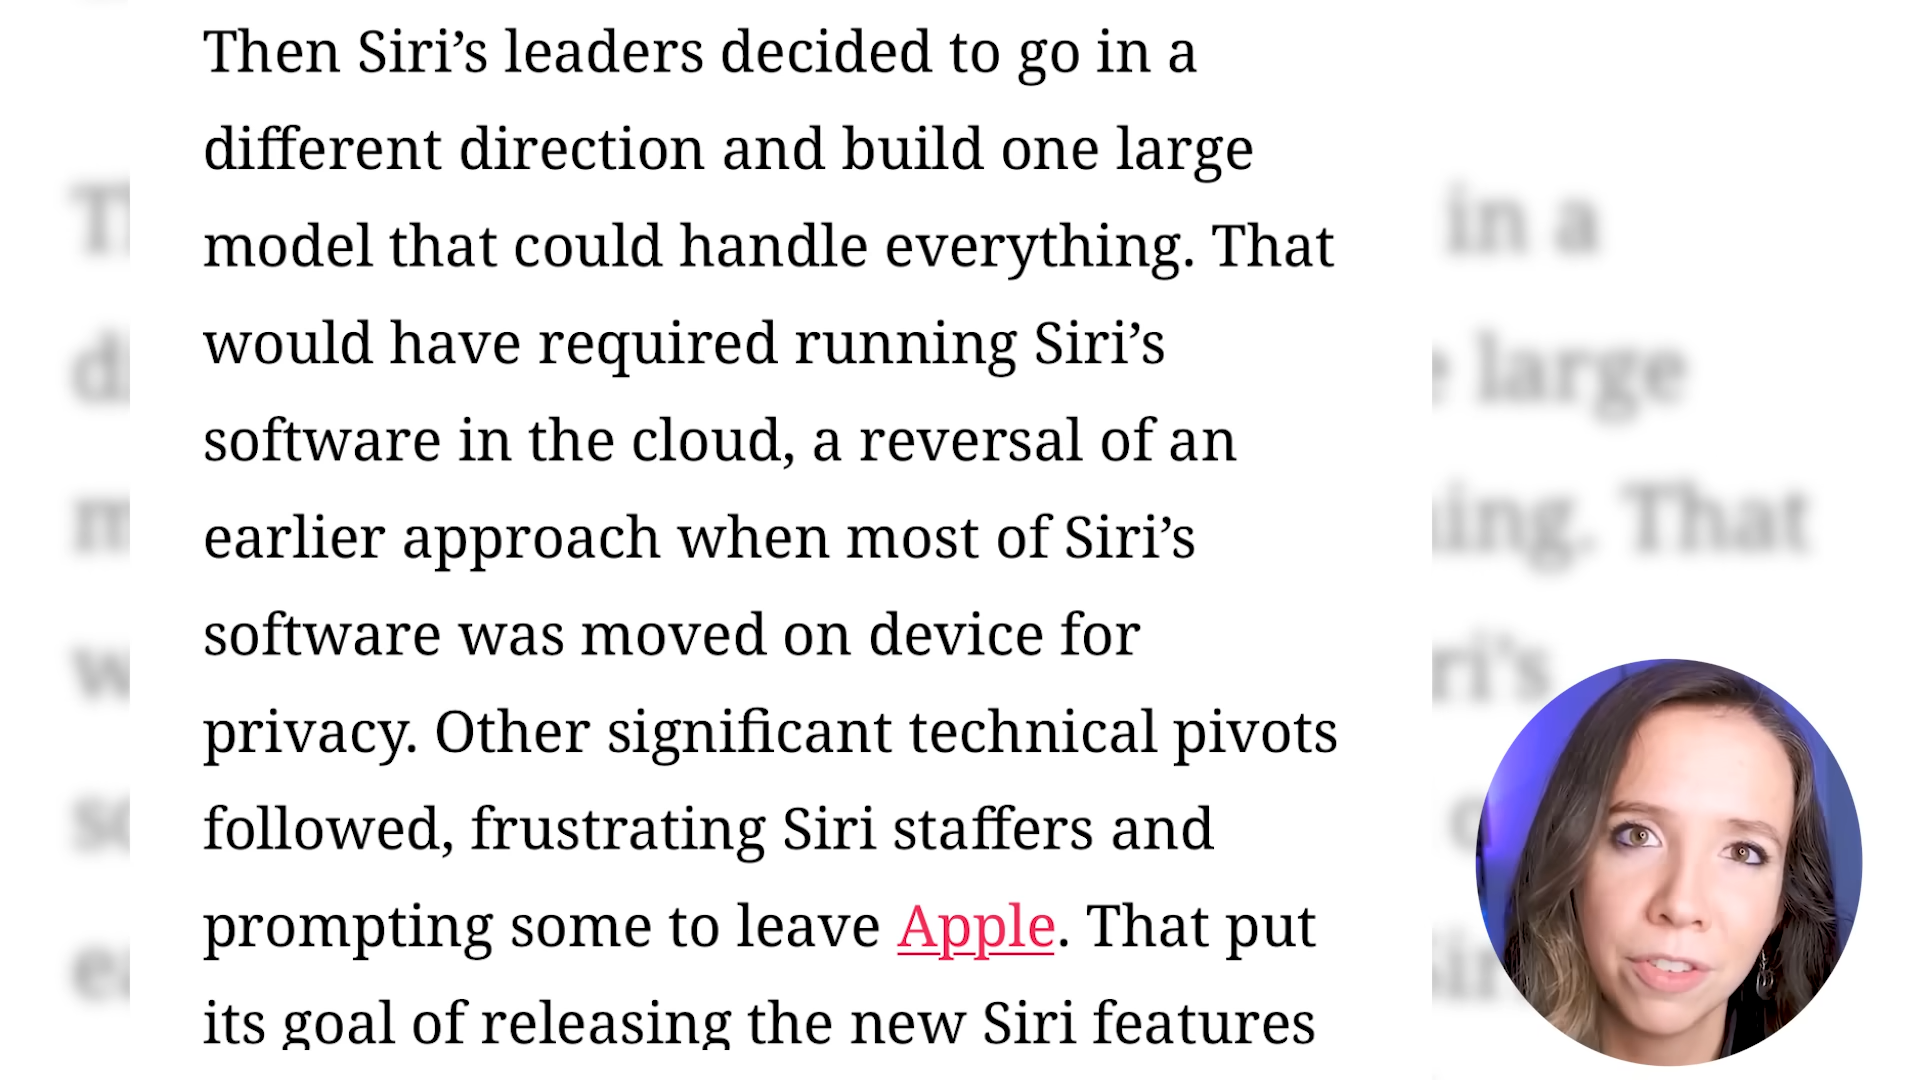 Then Siri’s leaders decided to go in a
different direction and build one large
model that could handle everything. That
would have required running Siri’s
software in the cloud, a reversal of an
earlier approach when most of Siri’s
software was moved on device for
privacy. Other significant technical pivots
followed, frustrating Siri staffers and
prompting some to leave Apple. That put
its goal of releasing the new Siri features